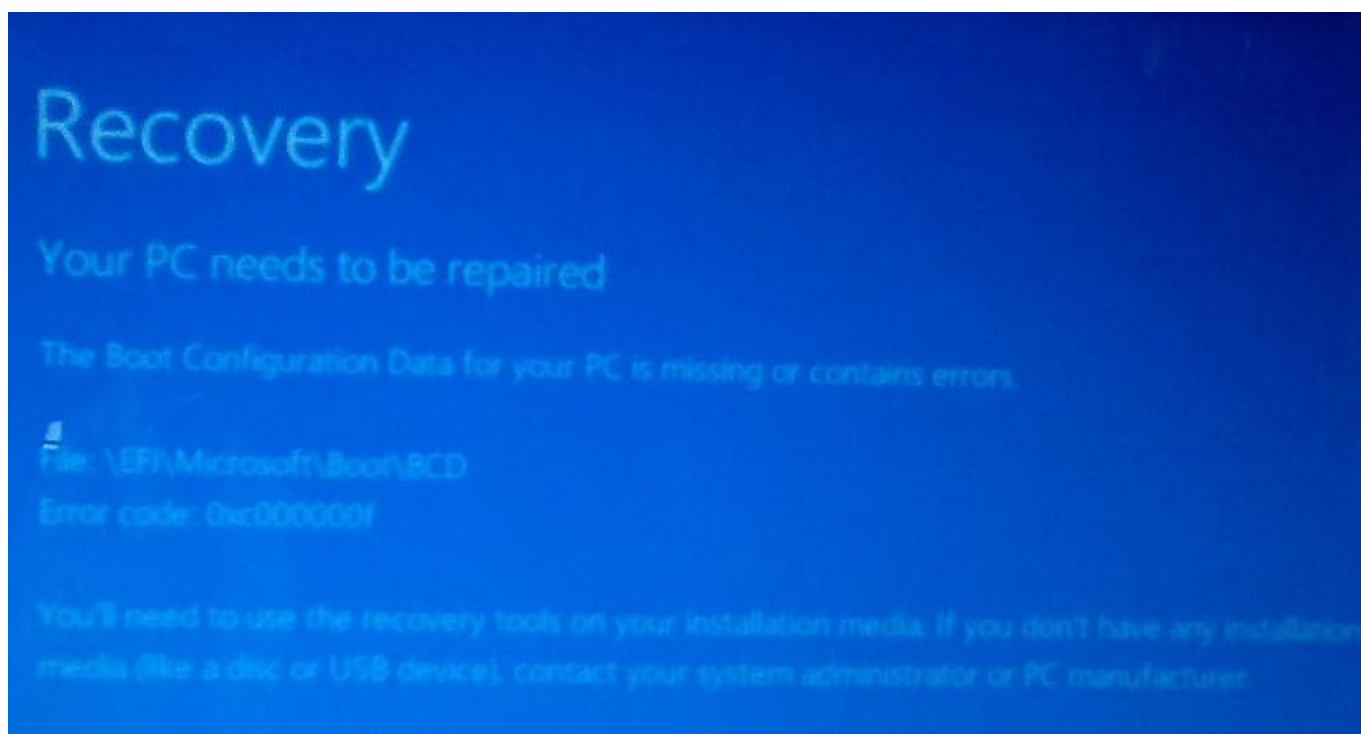 Recovery
Your PC needs to be repaired
The Boot Configuration Data for your PC is missing or contains errors.
File: \EFI\Microsoft\Boot\BCD
Error code: 0xc000000f
You'll need to use the recovery tools on your installation media. If you don't have any installation
media (like a disc or USB device), contact your system administrator or PC manufacturer.